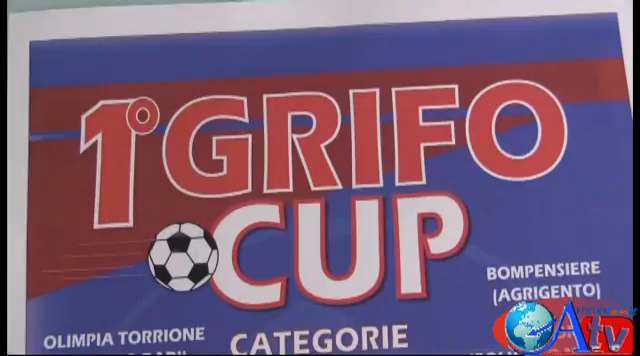 1° GRIFO
CUP
BOMPENSIERE
(AGRIGENTO)
OLIMPIA TORRIONE
CATEGORIE
Atv